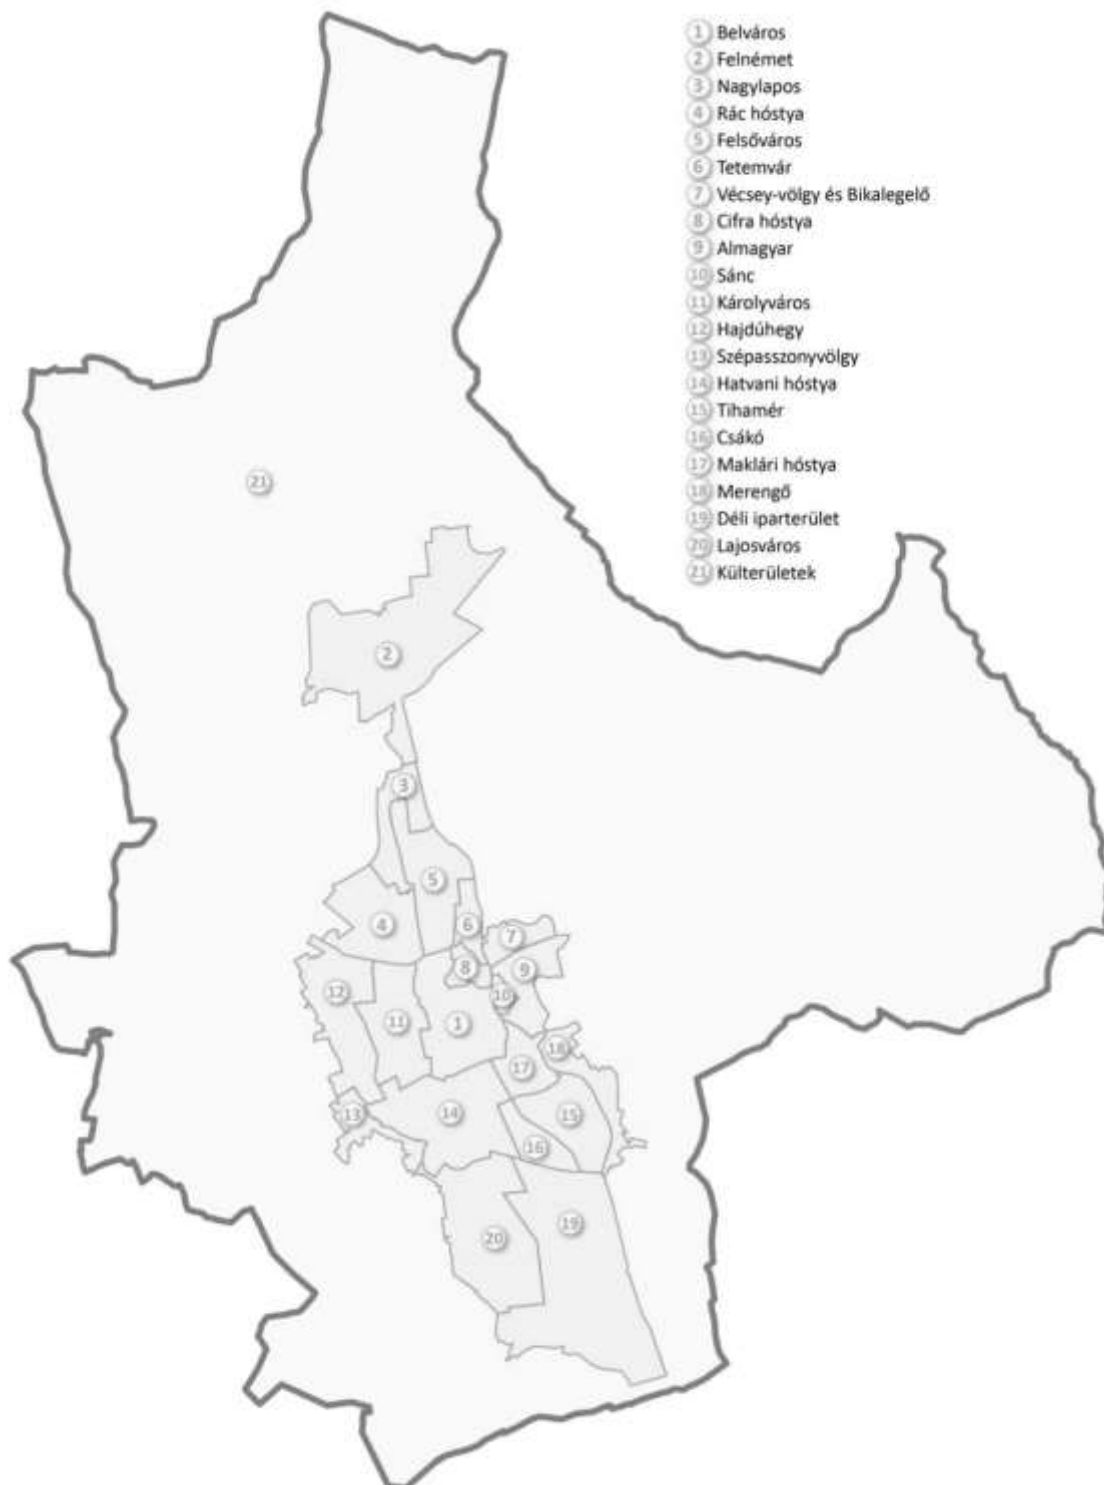 1 Belváros
2 Felnémet
3 Nagylapos
4 Rác hóstya
5 Felsőváros
6 Tetemvár
7 Vécsey-völgy és Bikalegelő
8 Cifra hóstya
9 Almagyar
10 Sánc
11 Károlyváros
12 Hajdúhegy
13 Szépasszonyvölgy
14 Hatvani hóstya
15 Tihamér
16 Csákó
17 Maklári hóstya
18 Merengő
19 Déli iparterület
20 Lajosváros
21 Külterületek
21
2
3
5
4
6
7
8
9
12
10
11
1
18
17
13
14
15
16
19
20